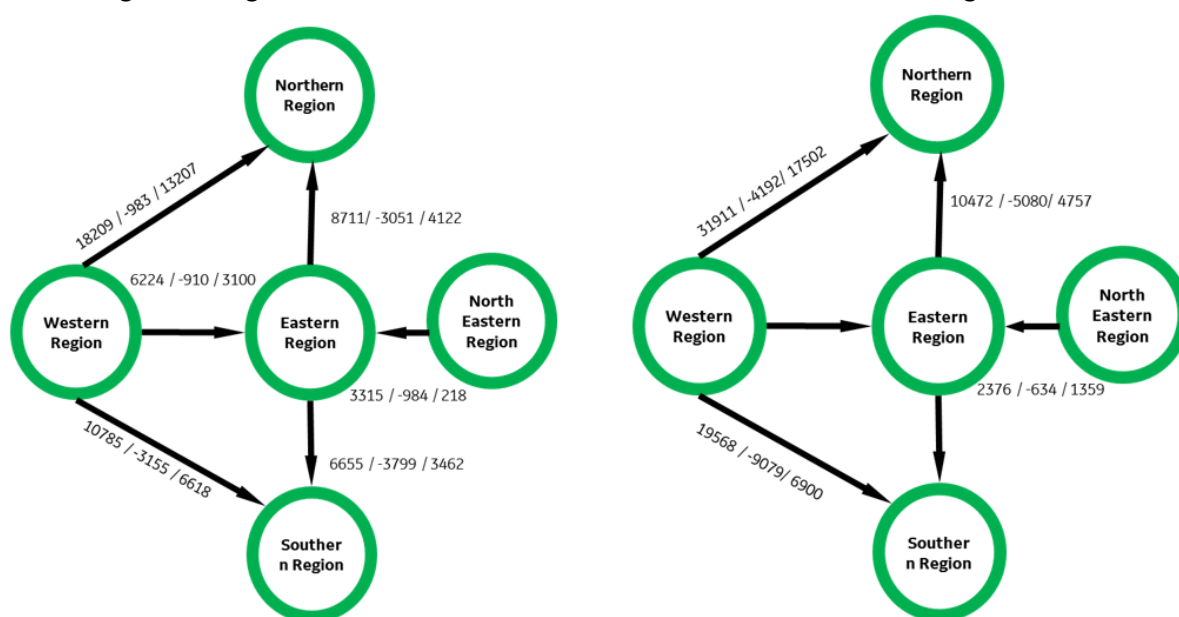 Northern
Region
18209 / -983 / 13207
8711/ -3051 / 4122
6224 / -910 / 3100
Western
Region
Eastern
Region
North
Eastern
Region
3315 / -984 / 218
10785 / -3155 / 6618
6655 / -3799 / 3462
Souther
n Region
Northern
Region
31911 / -4192/ 17502
10472 / -5080/ 4757
Western
Region
Eastern
Region
North
Eastern
Region
2376 / -634 / 1359
19568 / -9079/ 6900
Souther
n Region